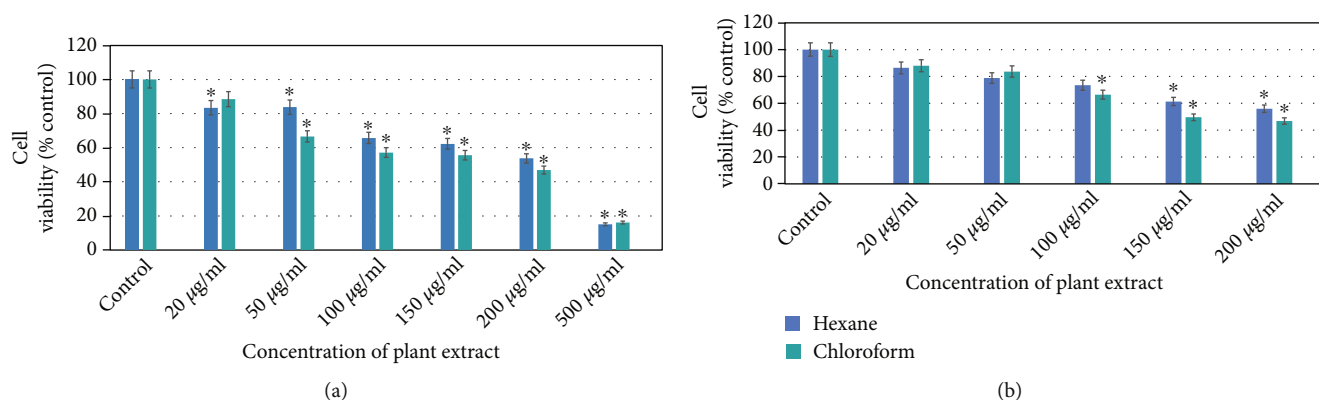 120
100
80
60
40
20
0
Cell
viability (% control)
*
*
*
*
*
*
*
*
*
*
*
Control
20 µg/ml
50 µg/ml
100 µg/ml
150 µg/ml
200 µg/ml
500 µg/ml
Concentration of plant extract
(a)
120
100
80
60
40
20
0
Cell
viability (% control)
*
*
*
*
*
Control
20 µg/ml
50 µg/ml
100 µg/ml
150 µg/ml
200 µg/ml
Concentration of plant extract
Hexane
Chloroform
(b)